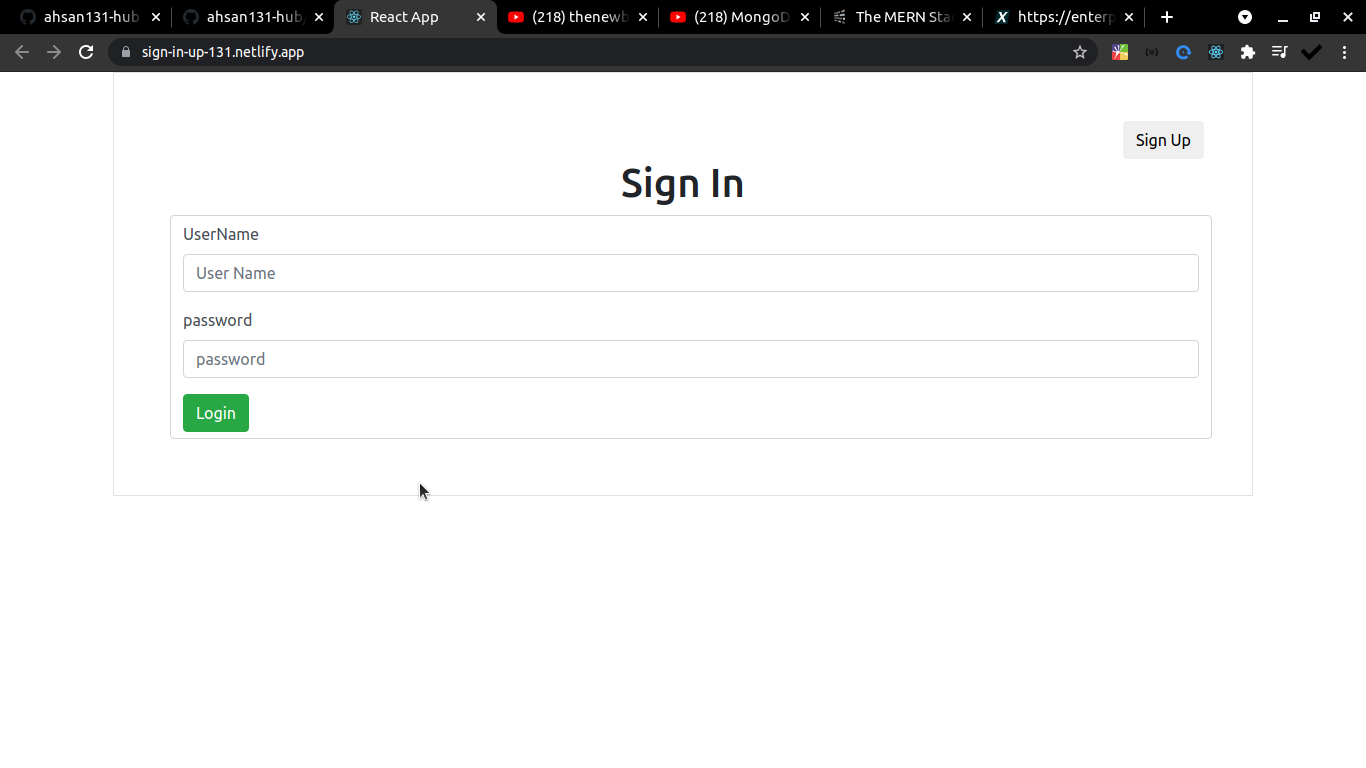 ahsan131-hub
ahsan131-hub/
React App
(218) thenewb
(218) MongoD
The MERN Sta
https://enterp
sign-in-up-131.netlify.app
Sign Up
Sign In
UserName
User Name
password
password
Login